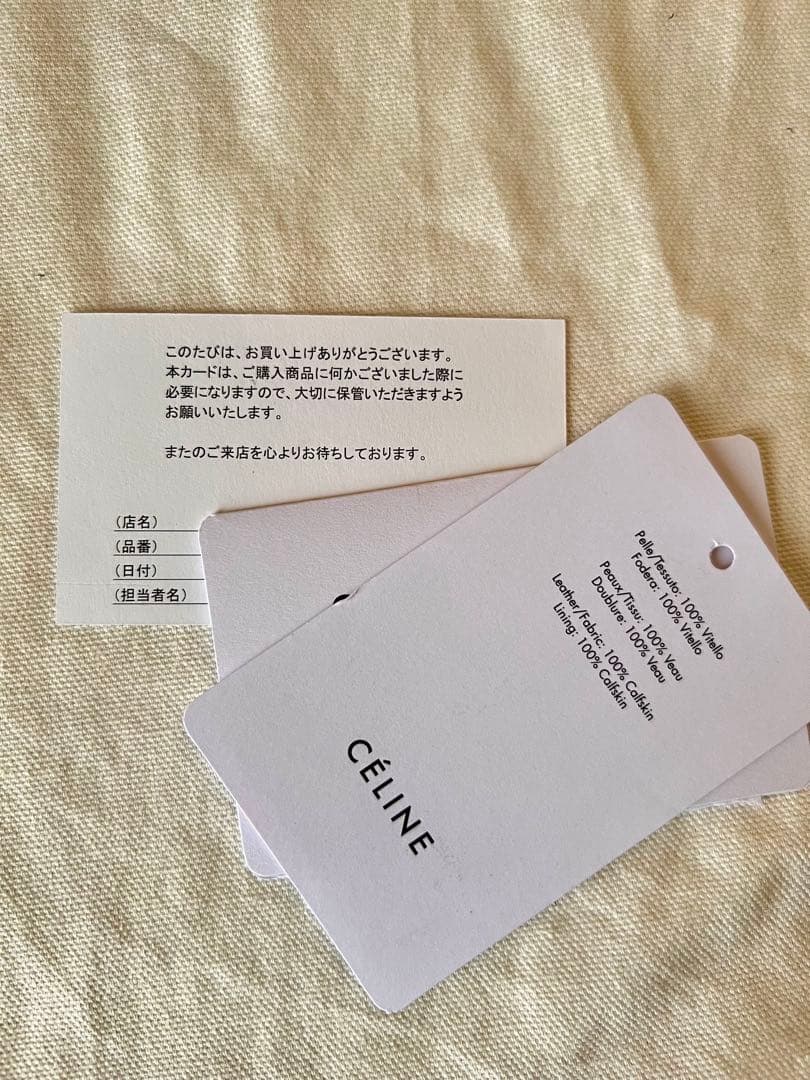 このたびは、お買い上げありがとうございます。
本カードは、ご購入商品に何かございました際に
必要になりますので、大切に保管いただきますよう
お願いいたします。
またのご来店を心よりお待ちしております。
(店名)
(品番)
(日付)
(担当者名)
Pelle/Tessuto: 100% Vitello
Fodera: 100% Vitello
Peaux/Tissu: 100% Veau
Doublure: 100% Veau
Leather/Fabric: 100% Calfskin
Lining: 100% Calfskin
CÉLINE